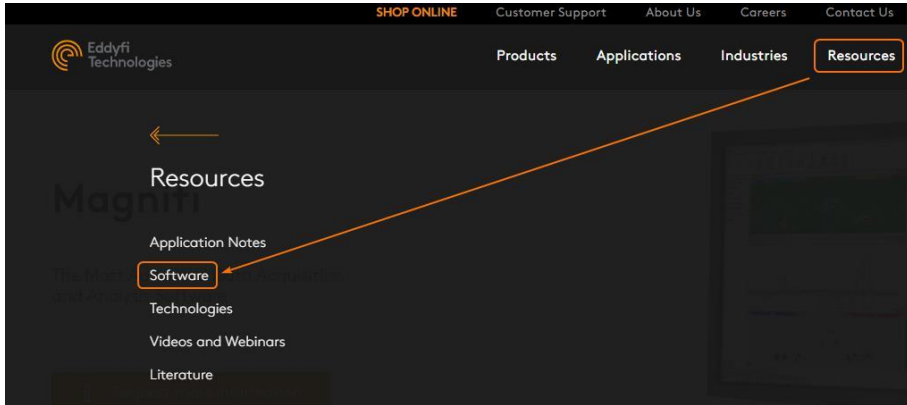 SHOP ONLINE Customer Support About Us Careers Contact Us
Eddyfi
Technologies
Products Applications Industries Resources
Resources
Magnifi
Application Notes
Software
Technologies
Videos and Webinars
Literature